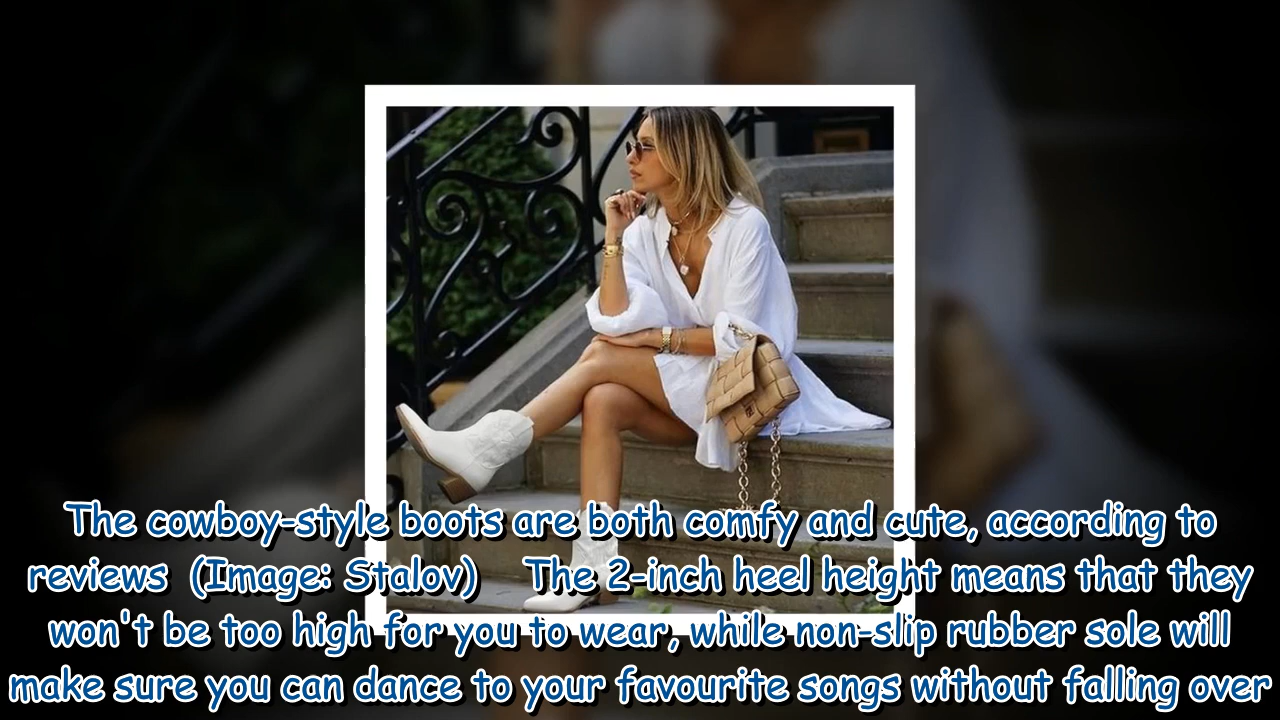 The cowboy-style boots are both comfy and cute, according to
reviews (Image: Stalov) The 2-inch heel height means that they
won't be too high for you to wear, while non-slip rubber sole will
make sure you can dance to your favourite songs without falling over